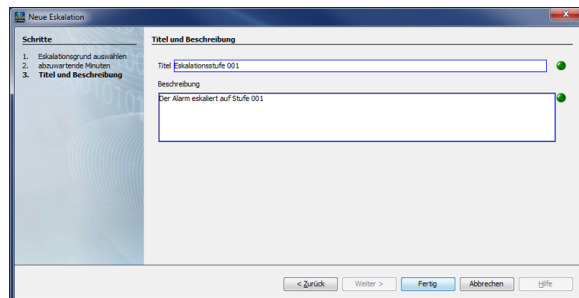 Neue Eskalation
Schritte
1. Eskalationsgrund auswählen
2. abzuwartende Minuten
3. Titel und Beschreibung
Titel und Beschreibung
Titel Eskalationsstufe 001
Beschreibung
Der Alarm eskaliert auf Stufe 001
< Zurück Weiter > Fertig Abbrechen Hilfe